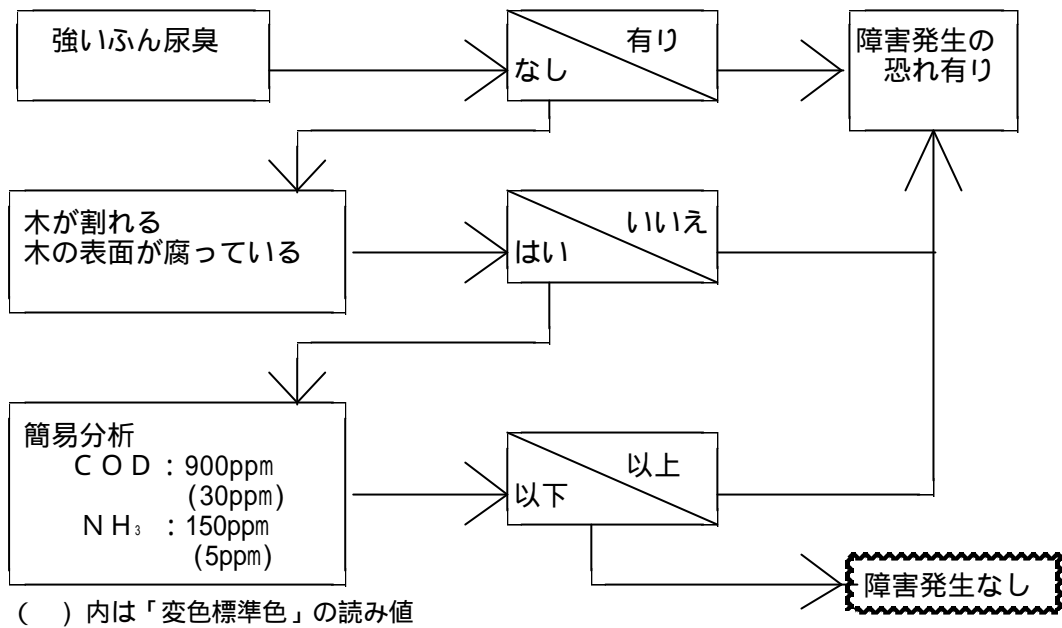 強いふん尿臭
有り
なし
障害発生の
恐れ有り
木が割れる
木の表面が腐っている
いいえ
はい
簡易分析
ＣＯＤ：900ppm
(30ppm)
ＮＨ₃ ：150ppm
(5ppm)
以上
以下
障害発生なし
（　）内は「変色標準色」の読み値